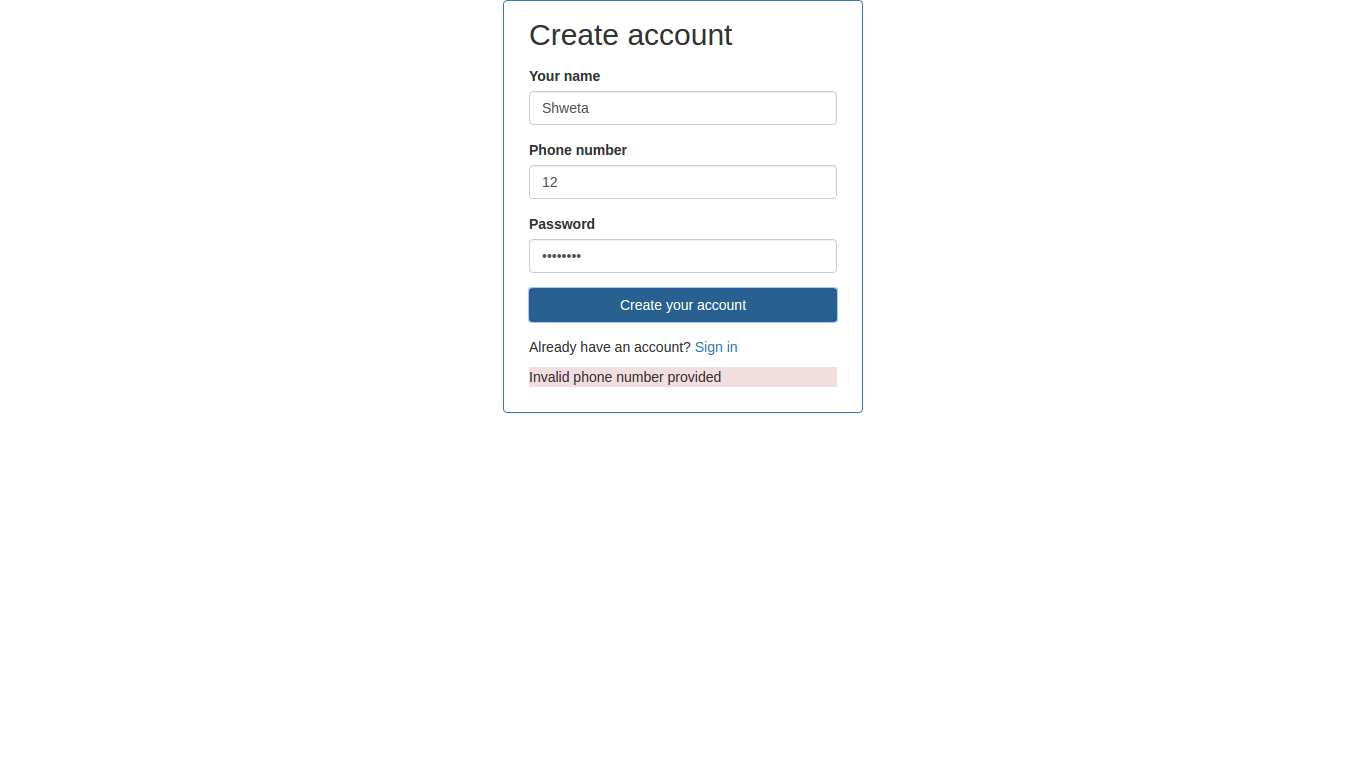 Create account
Your name
Shweta
Phone number
12
Password
••••••••
Create your account
Already have an account? Sign in
Invalid phone number provided